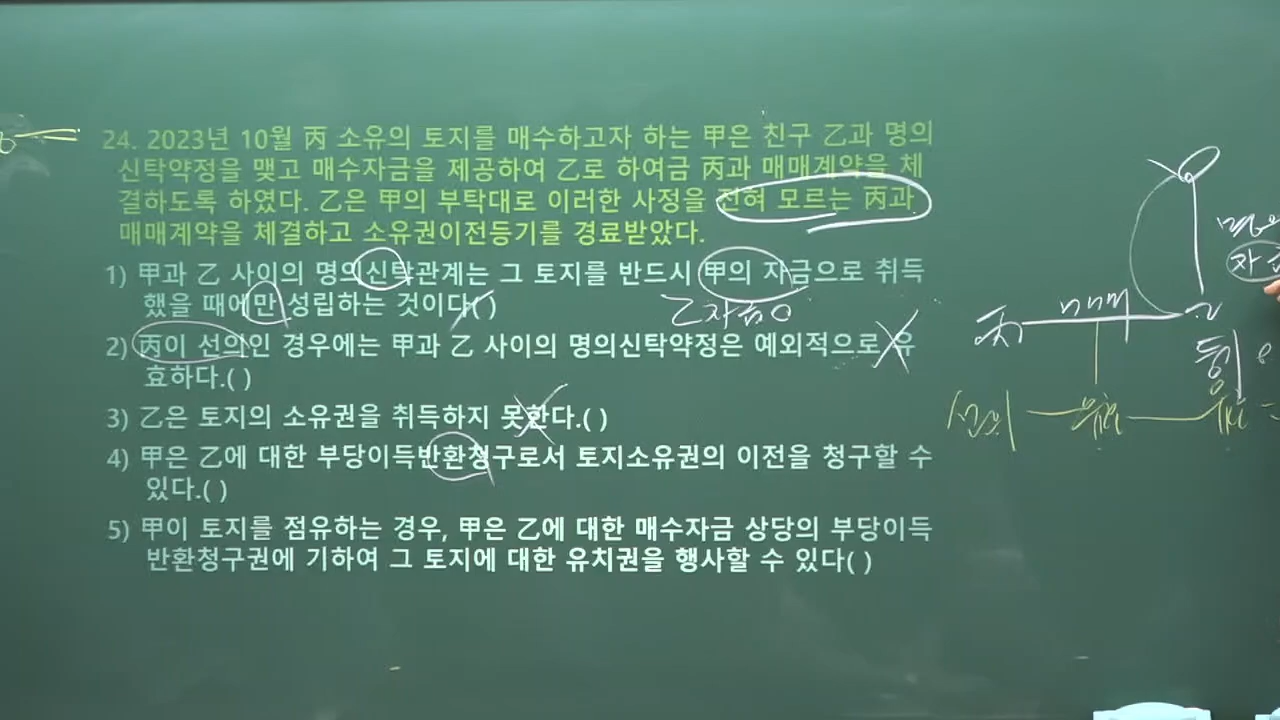 24. 2023년 10월 丙 소유의 토지를 매수하고자 하는 甲은 친구 乙과 명의
신탁약정을 맺고 매수자금을 제공하여 乙로 하여금 丙과 매매계약을 체
결하도록 하였다. 乙은 甲의 부탁대로 이러한 사정을 전혀 모르는 丙과
매매계약을 체결하고 소유권이전등기를 경료받았다.
1) 甲과 乙 사이의 명의신탁관계는 그 토지를 반드시 甲의 자금으로 취득
했을 때에만 성립하는 것이다( )
乙자금O
2) 丙이 선의인 경우에는 甲과 乙 사이의 명의신탁약정은 예외적으로 유
효하다.( )
3) 乙은 토지의 소유권을 취득하지 못한다.( )
4) 甲은 乙에 대한 부당이득반환청구로서 토지소유권의 이전을 청구할 수
있다.( )
5) 甲이 토지를 점유하는 경우, 甲은 乙에 대한 매수자금 상당의 부당이득
반환청구권에 기하여 그 토지에 대한 유치권을 행사할 수 있다( )
丙 매매 乙
선의 유효